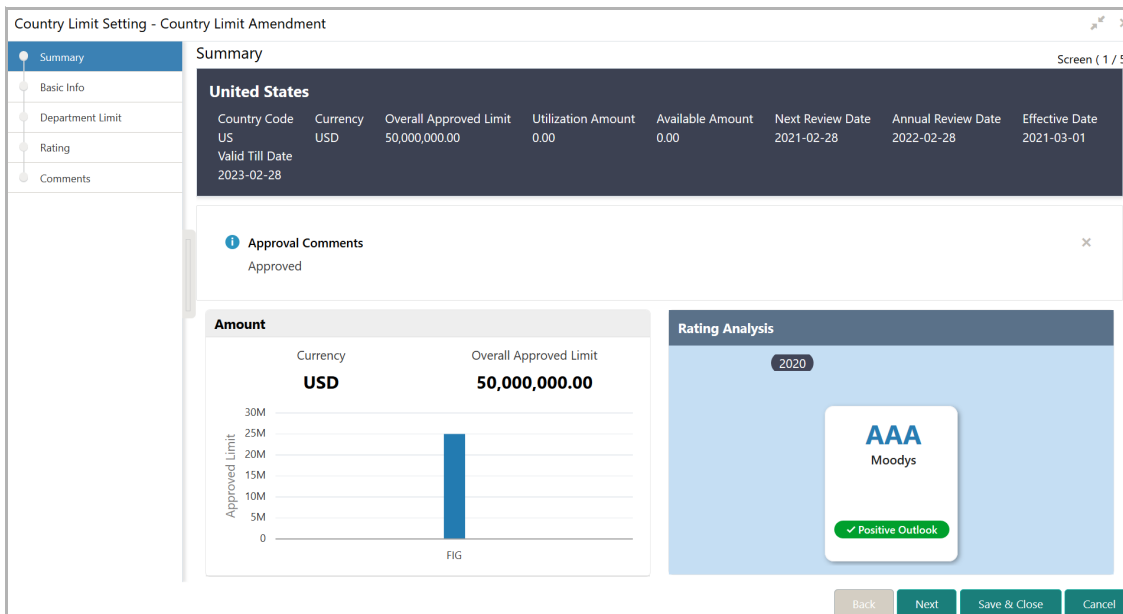 Country Limit Setting - Country Limit Amendment
Summary
Basic Info
Department Limit
Rating
Comments
Summary
Screen ( 1 / 5
United States
Country Code Currency Overall Approved Limit Utilization Amount Available Amount Next Review Date Annual Review Date Effective Date
US USD 50,000,000.00 0.00 0.00 2021-02-28 2022-02-28 2021-03-01
Valid Till Date
2023-02-28
Approval Comments
Approved
Amount
Currency Overall Approved Limit
USD 50,000,000.00
Approved Limit
30M
25M
20M
15M
10M
5M
0
FIG
Rating Analysis
2020
AAA
Moodys
Positive Outlook
Back Next Save & Close Cancel